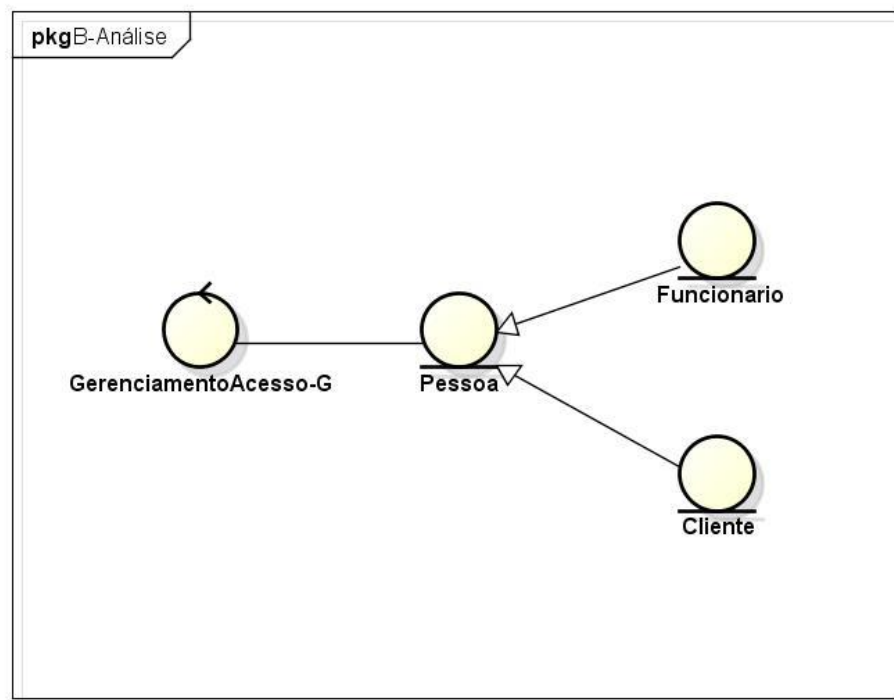 pkgB-Análise
Funcionario
GerenciamentoAcesso-G
Pessoa
Cliente